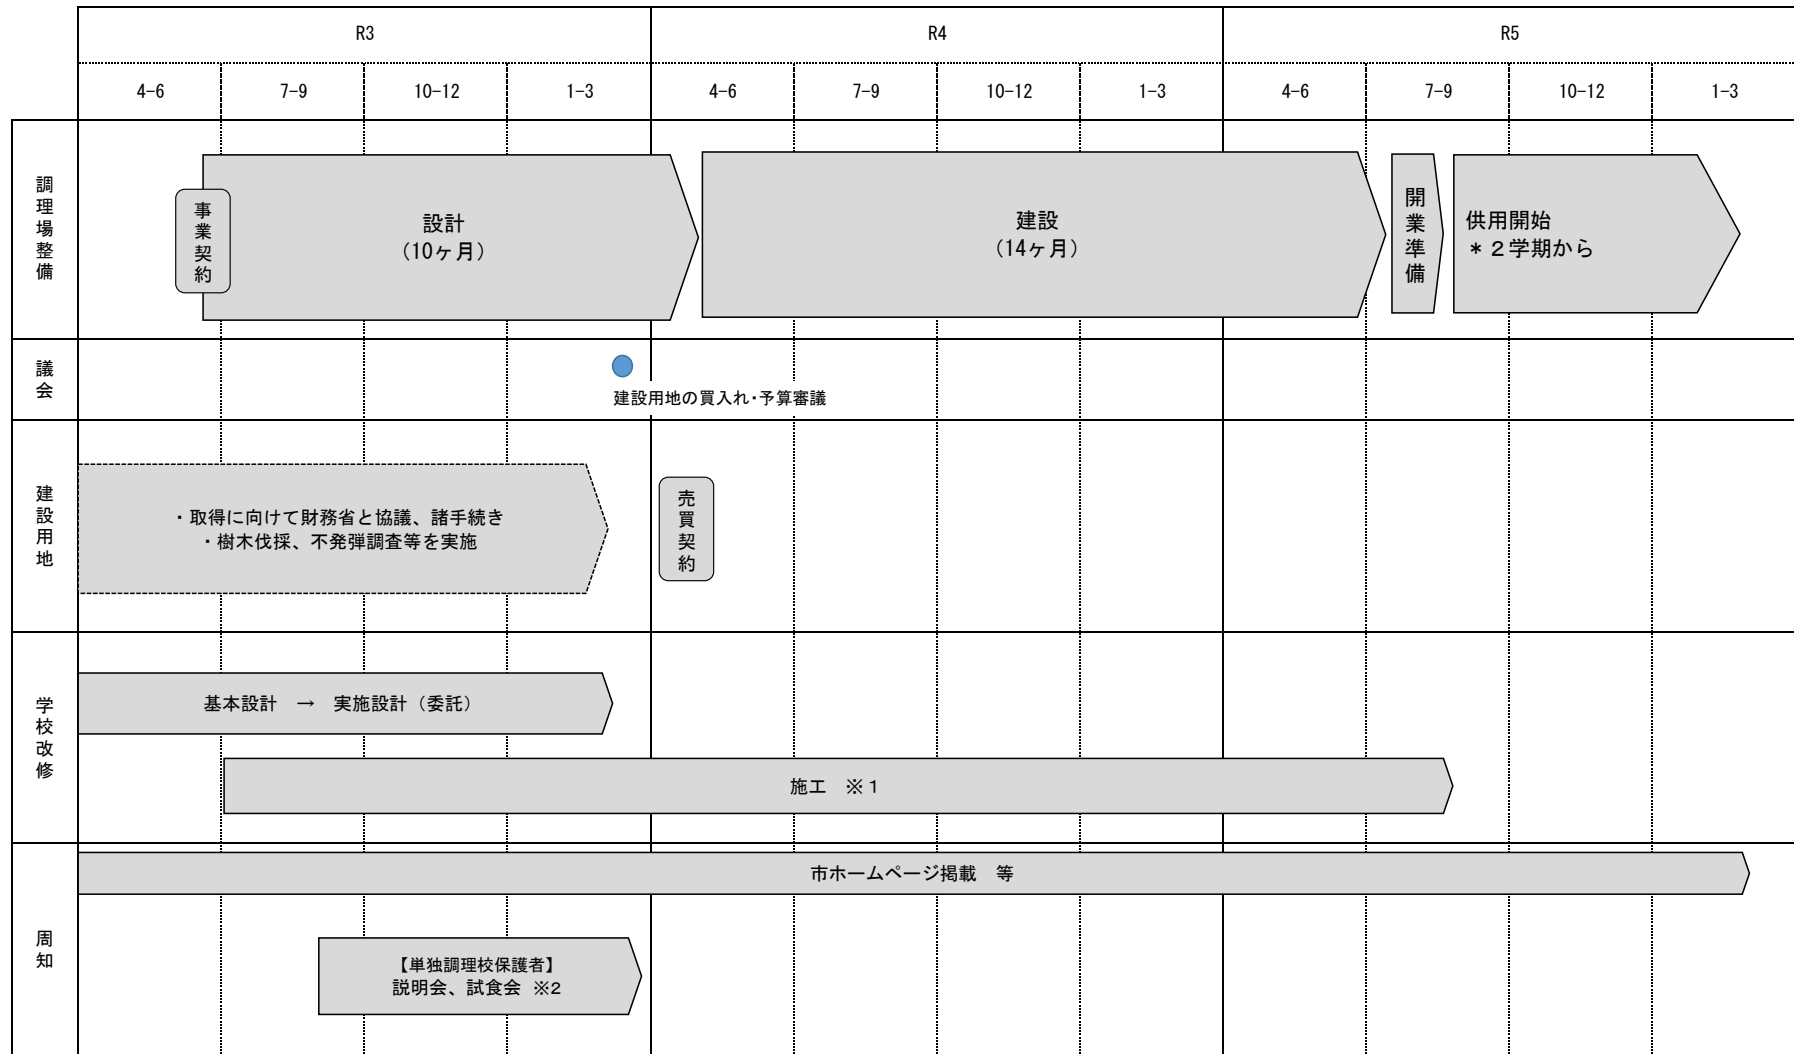 R3
R4
R5
4-6
7-9
10-12
1-3
4-6
7-9
10-12
1-3
4-6
7-9
10-12
1-3
調理場整備
事業契約
設計
（10ヶ月）
建設
（14ヶ月）
開業準備
供用開始
＊２学期から
議会
建設用地の買入れ・予算審議
建設用地
・取得に向けて財務省と協議、諸手続き
・樹木伐採、不発弾調査等を実施
売買契約
学校改修
基本設計　→　実施設計（委託）
施工　※１
周知
市ホームページ掲載　等
【単独調理校保護者】
説明会、試食会 ※2